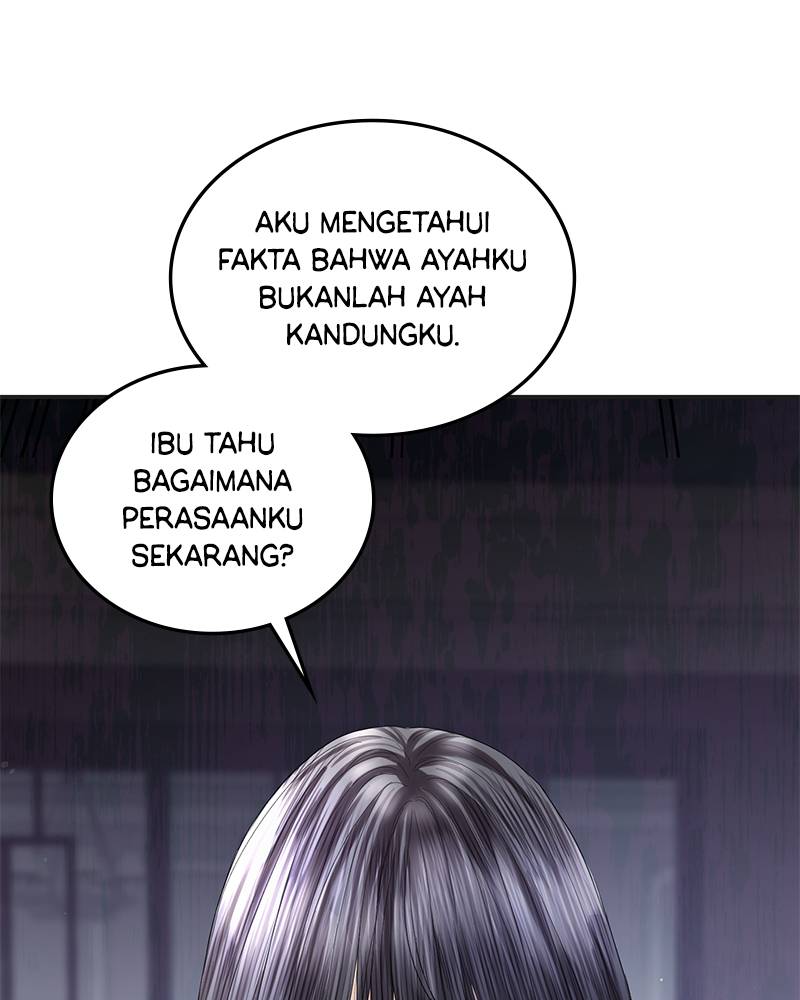 AKU MENGETAHUI
FAKTA BAHWA AYAHKU
BUKANLAH AYAH
KANDUNGKU.
IBU TAHU
BAGAIMANA
PERASAANKU
SEKARANG?